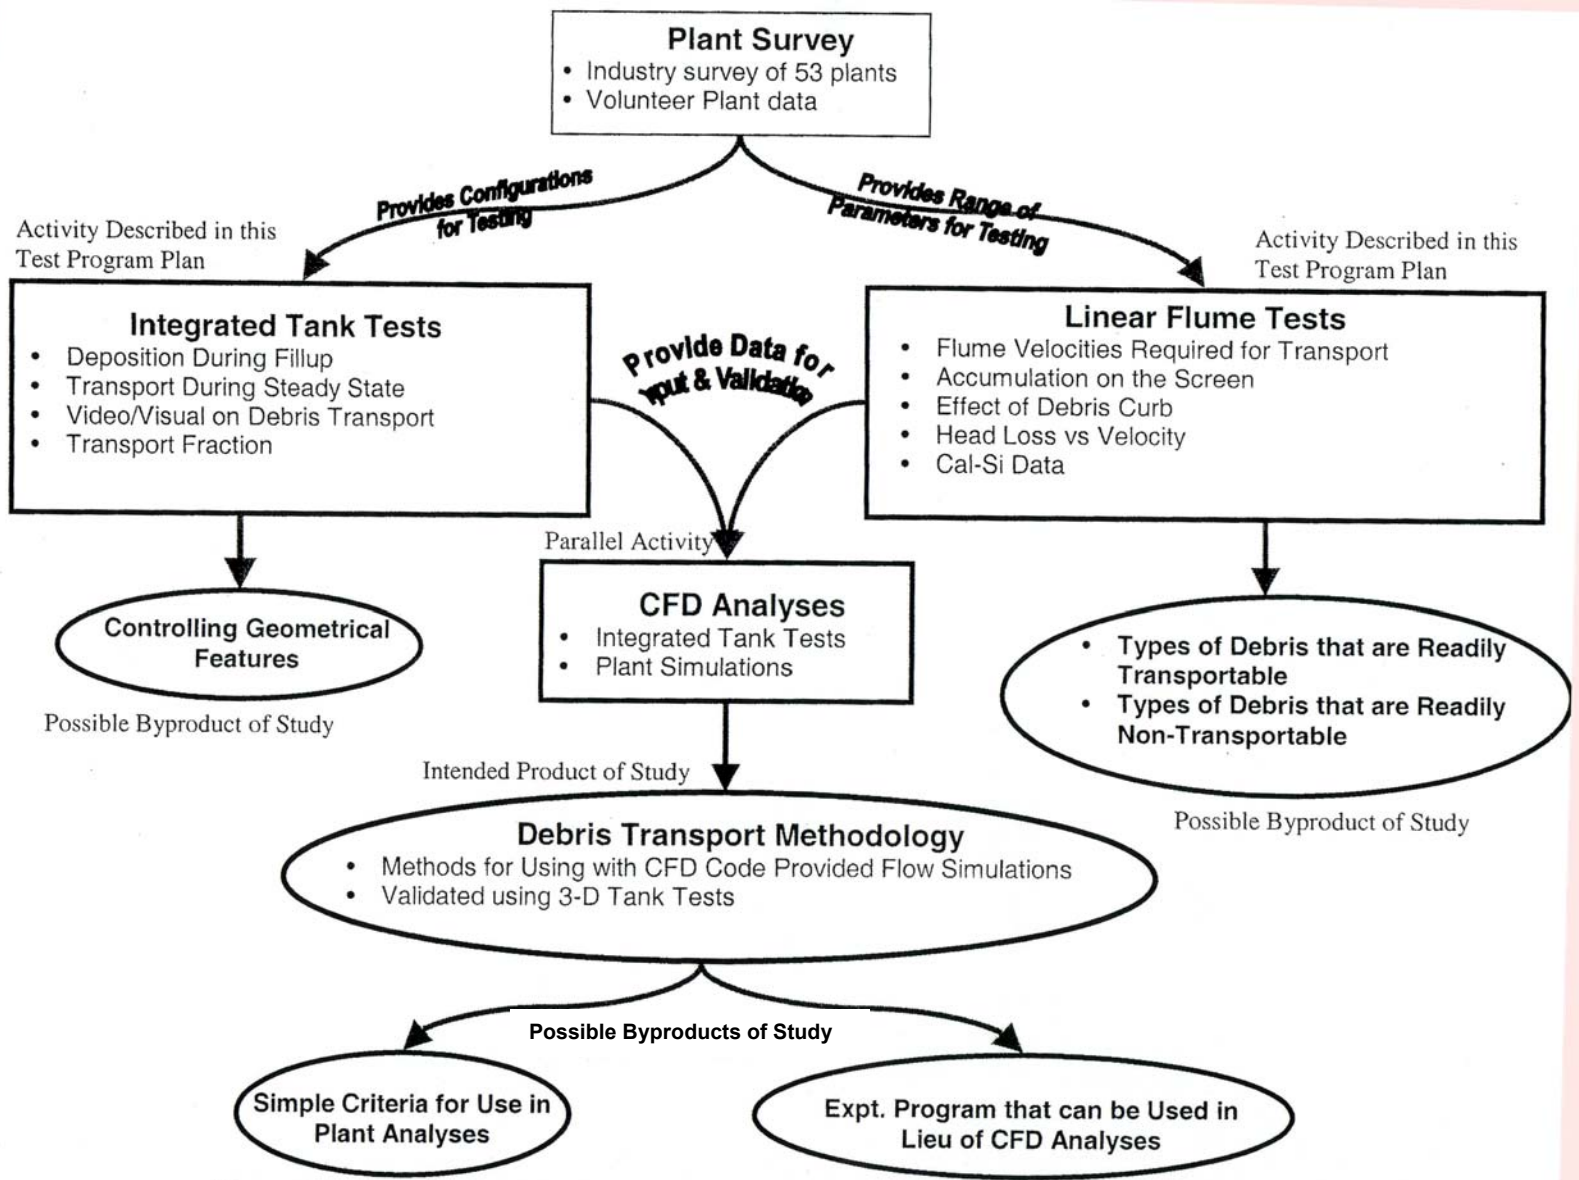 Plant Survey
• Industry survey of 53 plants
• Volunteer Plant data
Provides Configurations
for Testing
Provides Range of
Parameters for Testing
Activity Described in this
Test Program Plan
Activity Described in this
Test Program Plan
Integrated Tank Tests
• Deposition During Fillup
• Transport During Steady State
• Video/Visual on Debris Transport
• Transport Fraction
Provide Data for
Input & Validation
Linear Flume Tests
• Flume Velocities Required for Transport
• Accumulation on the Screen
• Effect of Debris Curb
• Head Loss vs Velocity
• Cal-Si Data
Parallel Activity
CFD Analyses
• Integrated Tank Tests
• Plant Simulations
Controlling Geometrical
Features
Possible Byproduct of Study
• Types of Debris that are Readily
Transportable
• Types of Debris that are Readily
Non-Transportable
Possible Byproduct of Study
Intended Product of Study
Debris Transport Methodology
• Methods for Using with CFD Code Provided Flow Simulations
• Validated using 3-D Tank Tests
Possible Byproducts of Study
Simple Criteria for Use in
Plant Analyses
Expt. Program that can be Used in
Lieu of CFD Analyses